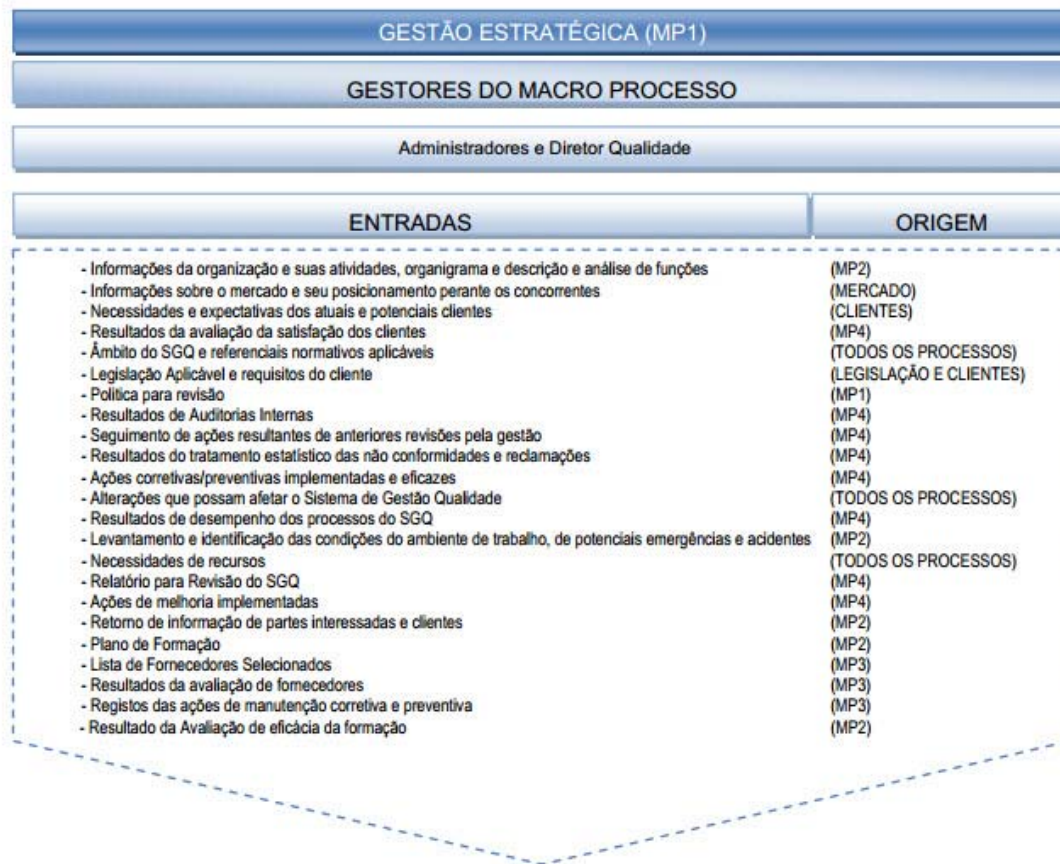 GESTÃO ESTRATÉGICA (MP1)
GESTORES DO MACRO PROCESSO
Administradores e Diretor Qualidade
ENTRADAS ORIGEM
- Informações da organização e suas atividades, organigrama e descrição e análise de funções (MP2)
- Informações sobre o mercado e seu posicionamento perante os concorrentes (MERCADO)
- Necessidades e expectativas dos atuais e potenciais clientes (CLIENTES)
- Resultados da avaliação da satisfação dos clientes (MP4)
- Âmbito do SGQ e referenciais normativos aplicáveis (TODOS OS PROCESSOS)
- Legislação Aplicável e requisitos do cliente (LEGISLAÇÃO E CLIENTES)
- Política para revisão (MP1)
- Resultados de Auditorias Internas (MP4)
- Seguimento de ações resultantes de anteriores revisões pela gestão (MP4)
- Resultados do tratamento estatístico das não conformidades e reclamações (MP4)
- Ações corretivas/preventivas implementadas e eficazes (MP4)
- Alterações que possam afetar o Sistema de Gestão Qualidade (TODOS OS PROCESSOS)
- Resultados de desempenho dos processos do SGQ (MP4)
- Levantamento e identificação das condições do ambiente de trabalho, de potenciais emergências e acidentes (MP2)
- Necessidades de recursos (TODOS OS PROCESSOS)
- Relatório para Revisão do SGQ (MP4)
- Ações de melhoria implementadas (MP4)
- Retorno de informação de partes interessadas e clientes (MP2)
- Plano de Formação (MP2)
- Lista de Fornecedores Selecionados (MP3)
- Resultados da avaliação de fornecedores (MP3)
- Registos das ações de manutenção corretiva e preventiva (MP3)
- Resultado da Avaliação de eficácia da formação (MP2)